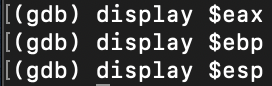 [(gdb) display $eax
[(gdb) display $ebp
[(gdb) display $esp